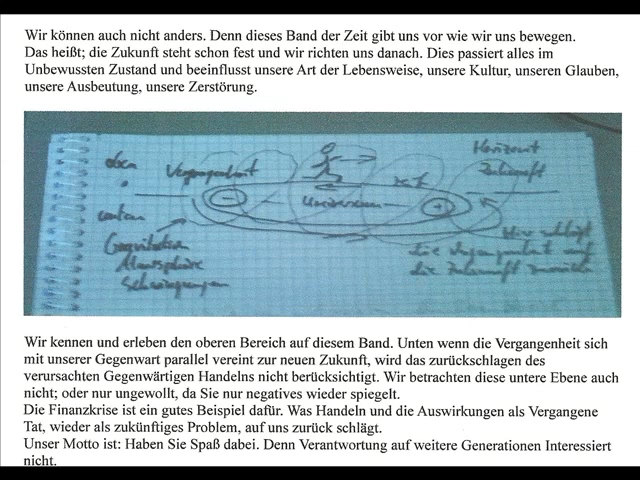 Wir können auch nicht anders. Denn dieses Band der Zeit gibt uns vor wie wir uns bewegen.
Das heißt; die Zukunft steht schon fest und wir richten uns danach. Dies passiert alles im
Unbewussten Zustand und beeinflusst unsere Art der Lebensweise, unsere Kultur, unseren Glauben,
unsere Ausbeutung, unsere Zerstörung.
oben
Vergangenheit
Horizont
Zukunft
Universum
unten
Gravitation
Atmosphäre
Schwingungen
Hier schlägt
die Vergangenheit und
die Zukunft zurück
Wir kennen und erleben den oberen Bereich auf diesem Band. Unten wenn die Vergangenheit sich
mit unserer Gegenwart parallel vereint zur neuen Zukunft, wird das zurückschlagen des
verursachten Gegenwärtigen Handelns nicht berücksichtigt. Wir betrachten diese untere Ebene auch
nicht; oder nur ungewollt, da Sie nur negatives wieder spiegelt.
Die Finanzkrise ist ein gutes Beispiel dafür. Was Handeln und die Auswirkungen als Vergangene
Tat, wieder als zukünftiges Problem, auf uns zurück schlägt.
Unser Motto ist: Haben Sie Spaß dabei. Denn Verantwortung auf weitere Generationen Interessiert
nicht.